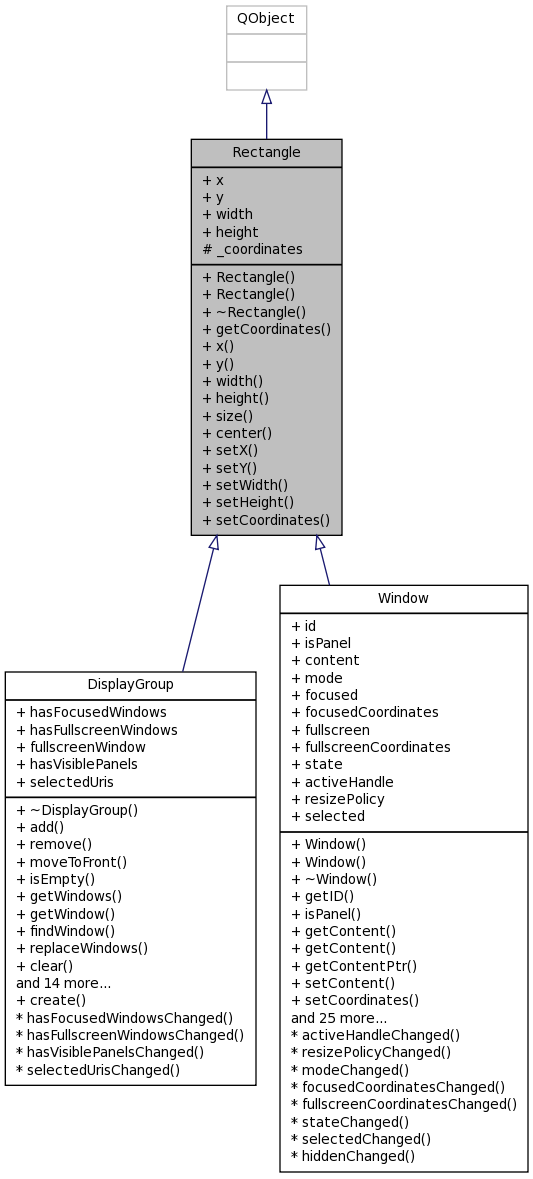 QObject
Rectangle
+ x
+ y
+ width
+ height
# _coordinates
+ Rectangle()
+ Rectangle()
+ ~Rectangle()
+ getCoordinates()
+ x()
+ y()
+ width()
+ height()
+ size()
+ center()
+ setX()
+ setY()
+ setWidth()
+ setHeight()
+ setCoordinates()
DisplayGroup
+ hasFocusedWindows
+ hasFullscreenWindows
+ fullscreenWindow
+ hasVisiblePanels
+ selectedUris
+ ~DisplayGroup()
+ add()
+ remove()
+ moveToFront()
+ isEmpty()
+ getWindows()
+ getWindow()
+ findWindow()
+ replaceWindows()
+ clear()
and 14 more...
+ create()
* hasFocusedWindowsChanged()
* hasFullscreenWindowsChanged()
* hasVisiblePanelsChanged()
* selectedUrisChanged()
Window
+ id
+ isPanel
+ content
+ mode
+ focused
+ focusedCoordinates
+ fullscreen
+ fullscreenCoordinates
+ state
+ activeHandle
+ resizePolicy
+ selected
+ Window()
+ Window()
+ ~Window()
+ getID()
+ isPanel()
+ getContent()
+ getContent()
+ getContentPtr()
+ setContent()
+ setCoordinates()
and 25 more...
* activeHandleChanged()
* resizePolicyChanged()
* modeChanged()
* focusedCoordinatesChanged()
* fullscreenCoordinatesChanged()
* stateChanged()
* selectedChanged()
* hiddenChanged()